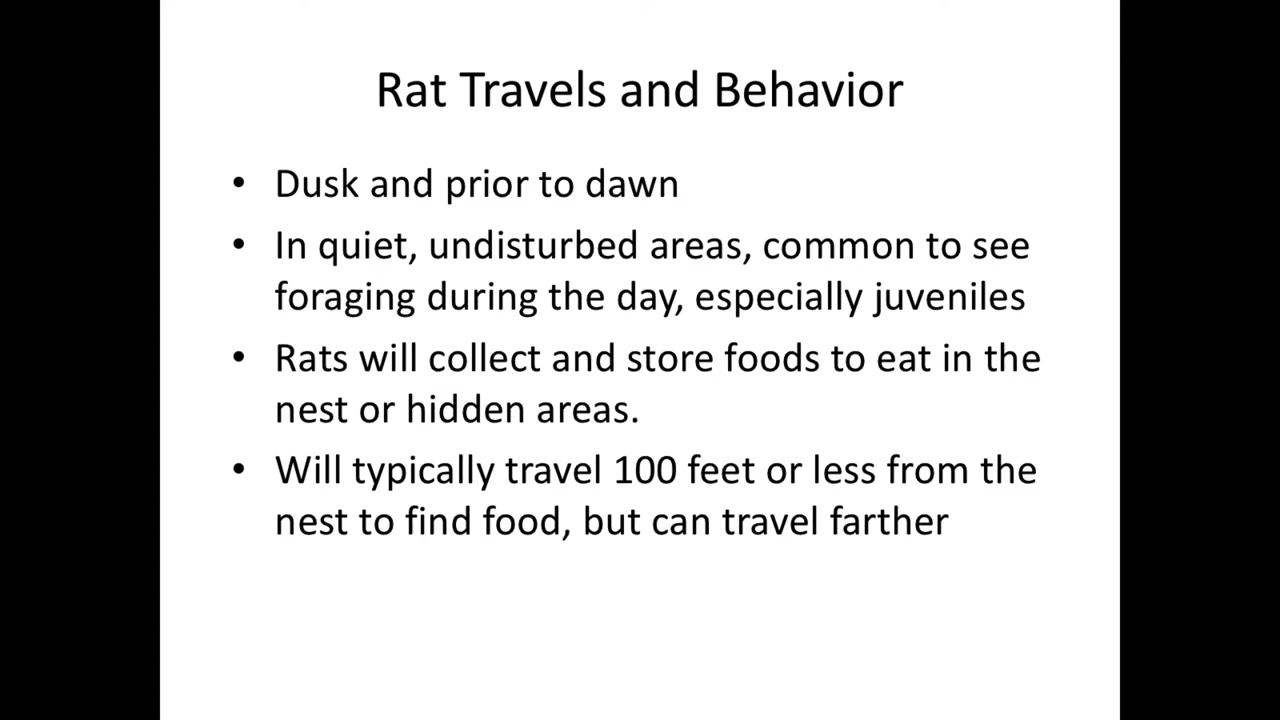 Rat Travels and Behavior
• Dusk and prior to dawn
• In quiet, undisturbed areas, common to see
foraging during the day, especially juveniles
• Rats will collect and store foods to eat in the
nest or hidden areas.
• Will typically travel 100 feet or less from the
nest to find food, but can travel farther